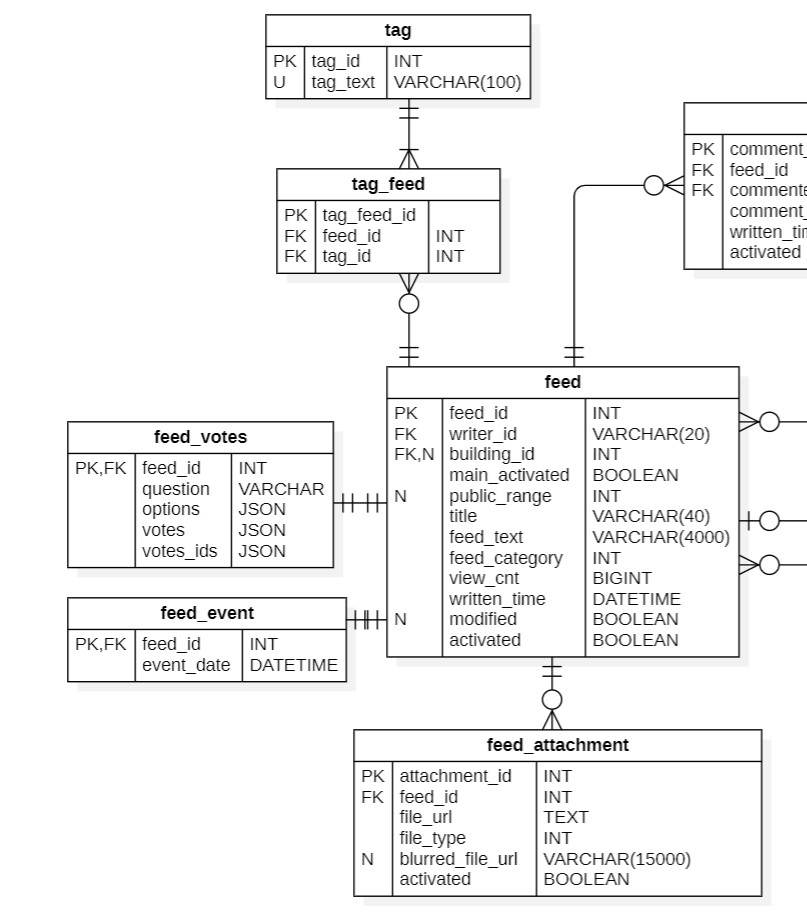 tag
PK tag_id INT
U tag_text VARCHAR(100)
tag_feed
PK tag_feed_id
FK feed_id INT
FK tag_id INT
PK comment_
FK feed_id
FK commente
comment_
written_tim
activated
feed
PK feed_id INT
FK writer_id VARCHAR(20)
FK,N building_id INT
main_activated BOOLEAN
N public_range INT
title VARCHAR(40)
feed_text VARCHAR(4000)
feed_category INT
view_cnt BIGINT
written_time DATETIME
N modified BOOLEAN
activated BOOLEAN
feed_votes
PK,FK feed_id INT
question VARCHAR
options JSON
votes JSON
votes_ids JSON
feed_event
PK,FK feed_id INT
event_date DATETIME
feed_attachment
PK attachment_id INT
FK feed_id INT
file_url TEXT
file_type INT
N blurred_file_url VARCHAR(15000)
activated BOOLEAN